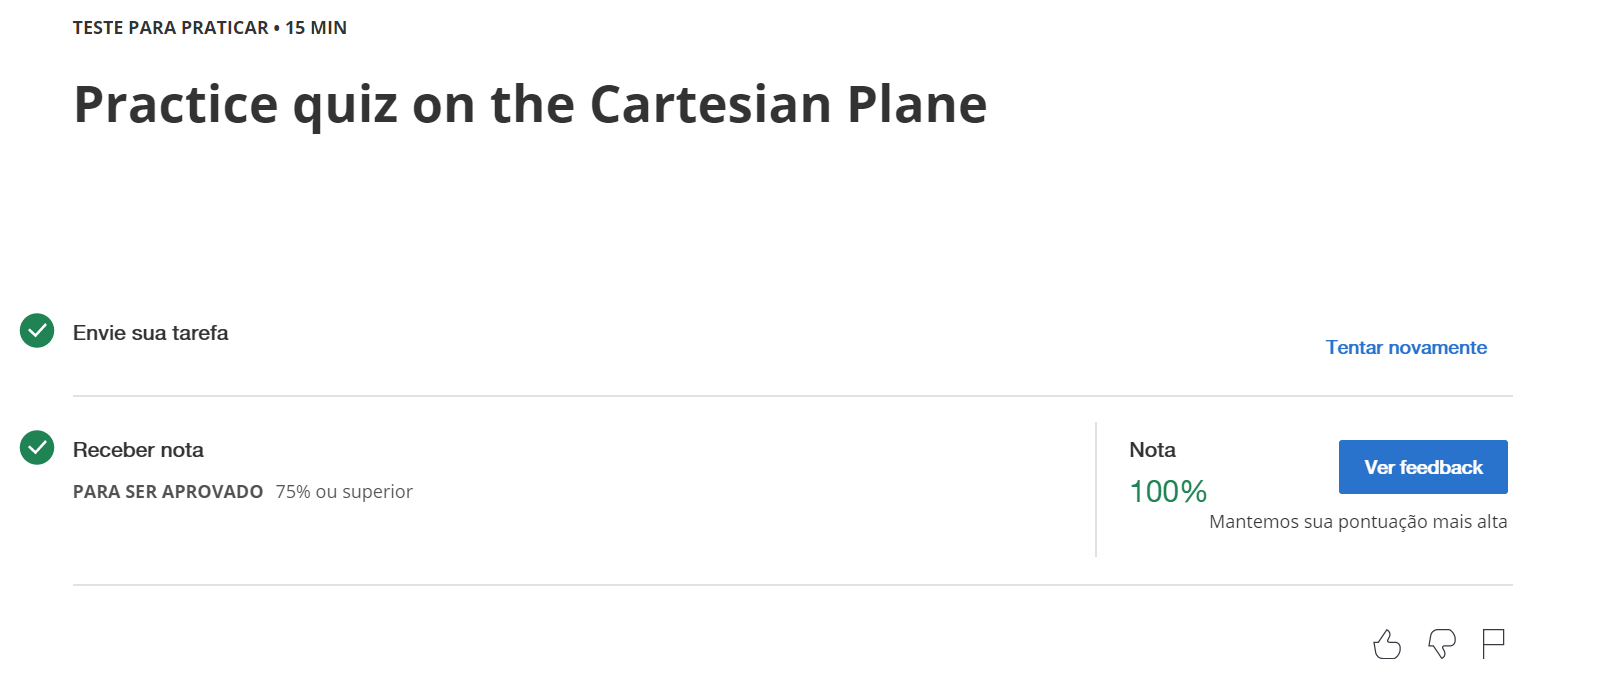 TESTE PARA PRATICAR • 15 MIN
Practice quiz on the Cartesian Plane
Envie sua tarefa
Tentar novamente
Receber nota
PARA SER APROVADO 75% ou superior
Nota
100%
Ver feedback
Mantemos sua pontuação mais alta